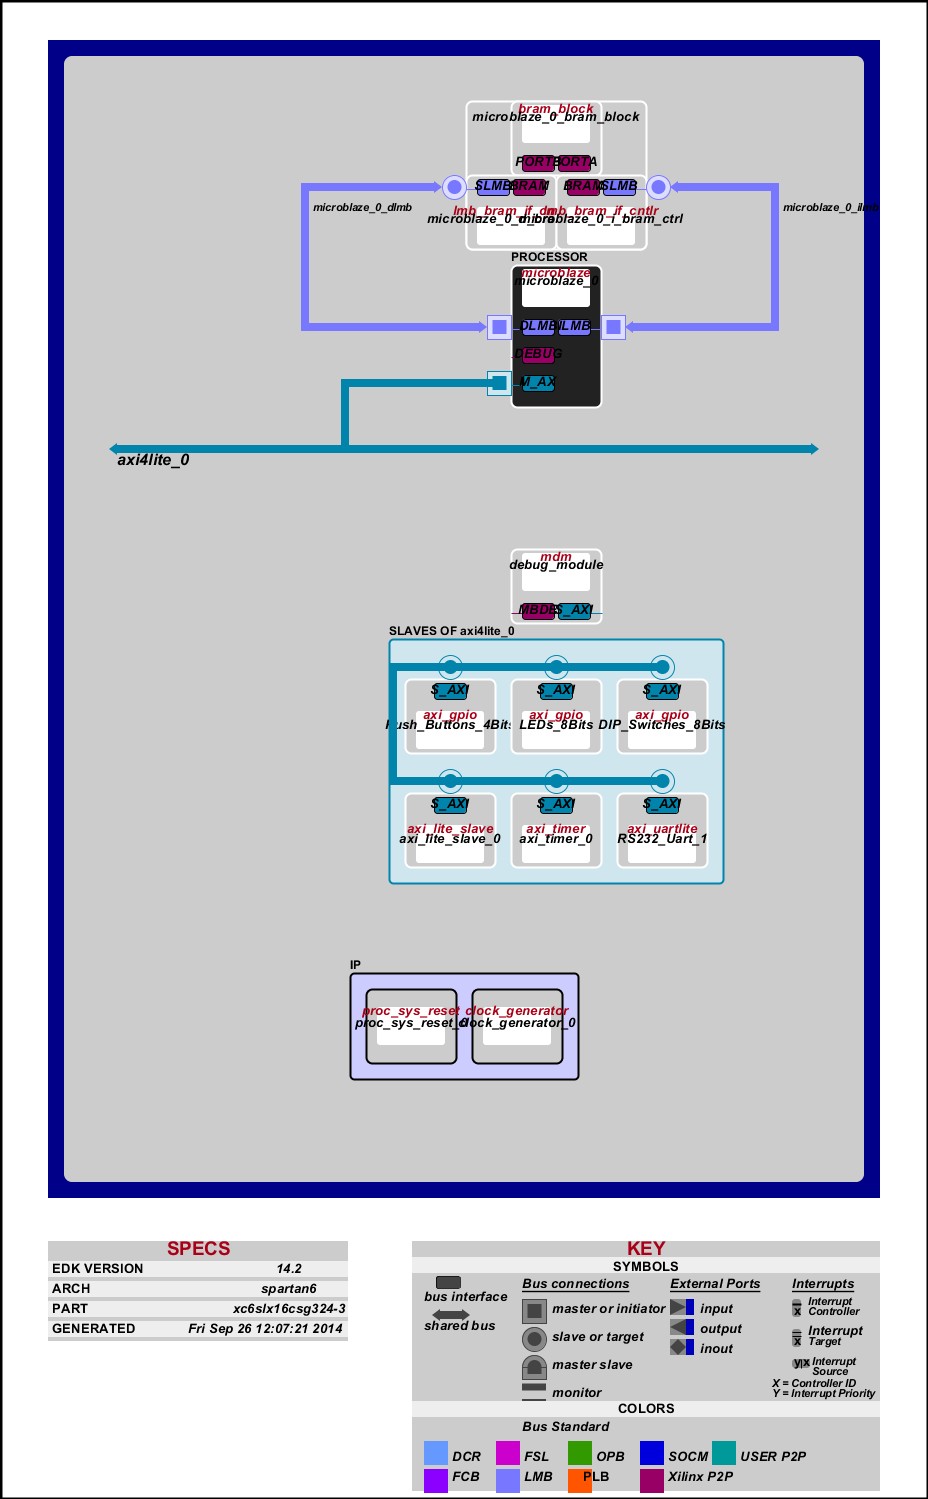 bram_block
microblaze_0_bram_block
PORTB
PORTA
SLMB
BRAM
BRAM
SLMB
microblaze_0_dlmb
microblaze_0_ilmb
lmb_bram_if_cntlr
microblaze_0_i_bram_ctrl
PROCESSOR
microblaze
microblaze_0
DLMB
ILMB
DEBUG
M_AX
axi4lite_0
mdm
debug_module
S_AXI
SLAVES OF axi4lite_0
S_AXI
S_AXI
S_AXI
axi_gpio
axi_gpio
axi_gpio
Push_Buttons_4Bits
LEDs_8Bits
DIP_Switches_8Bits
S_AXI
S_AXI
S_AXI
axi_lite_slave
axi_timer
axi_uartlite
axi_lite_slave_0
axi_timer_0
RS232_Uart_1
IP
proc_sys_reset
clock_generator
proc_sys_reset_0
clock_generator_0
SPECS
EDK VERSION 14.2
ARCH spartan6
PART xc6slx16csg324-3
GENERATED Fri Sep 26 12:07:21 2014
KEY
SYMBOLS
bus interface
shared bus
Bus connections
master or initiator
slave or target
master slave
monitor
External Ports
input
output
inout
Interrupts
x
Interrupt
Controller
x
Interrupt
Target
y|x
Interrupt
Source
X = Controller ID
Y = Interrupt Priority
COLORS
Bus Standard
DCR
FSL
OPB
SOCM
USER P2P
FCB
LMB
PLB
Xilinx P2P